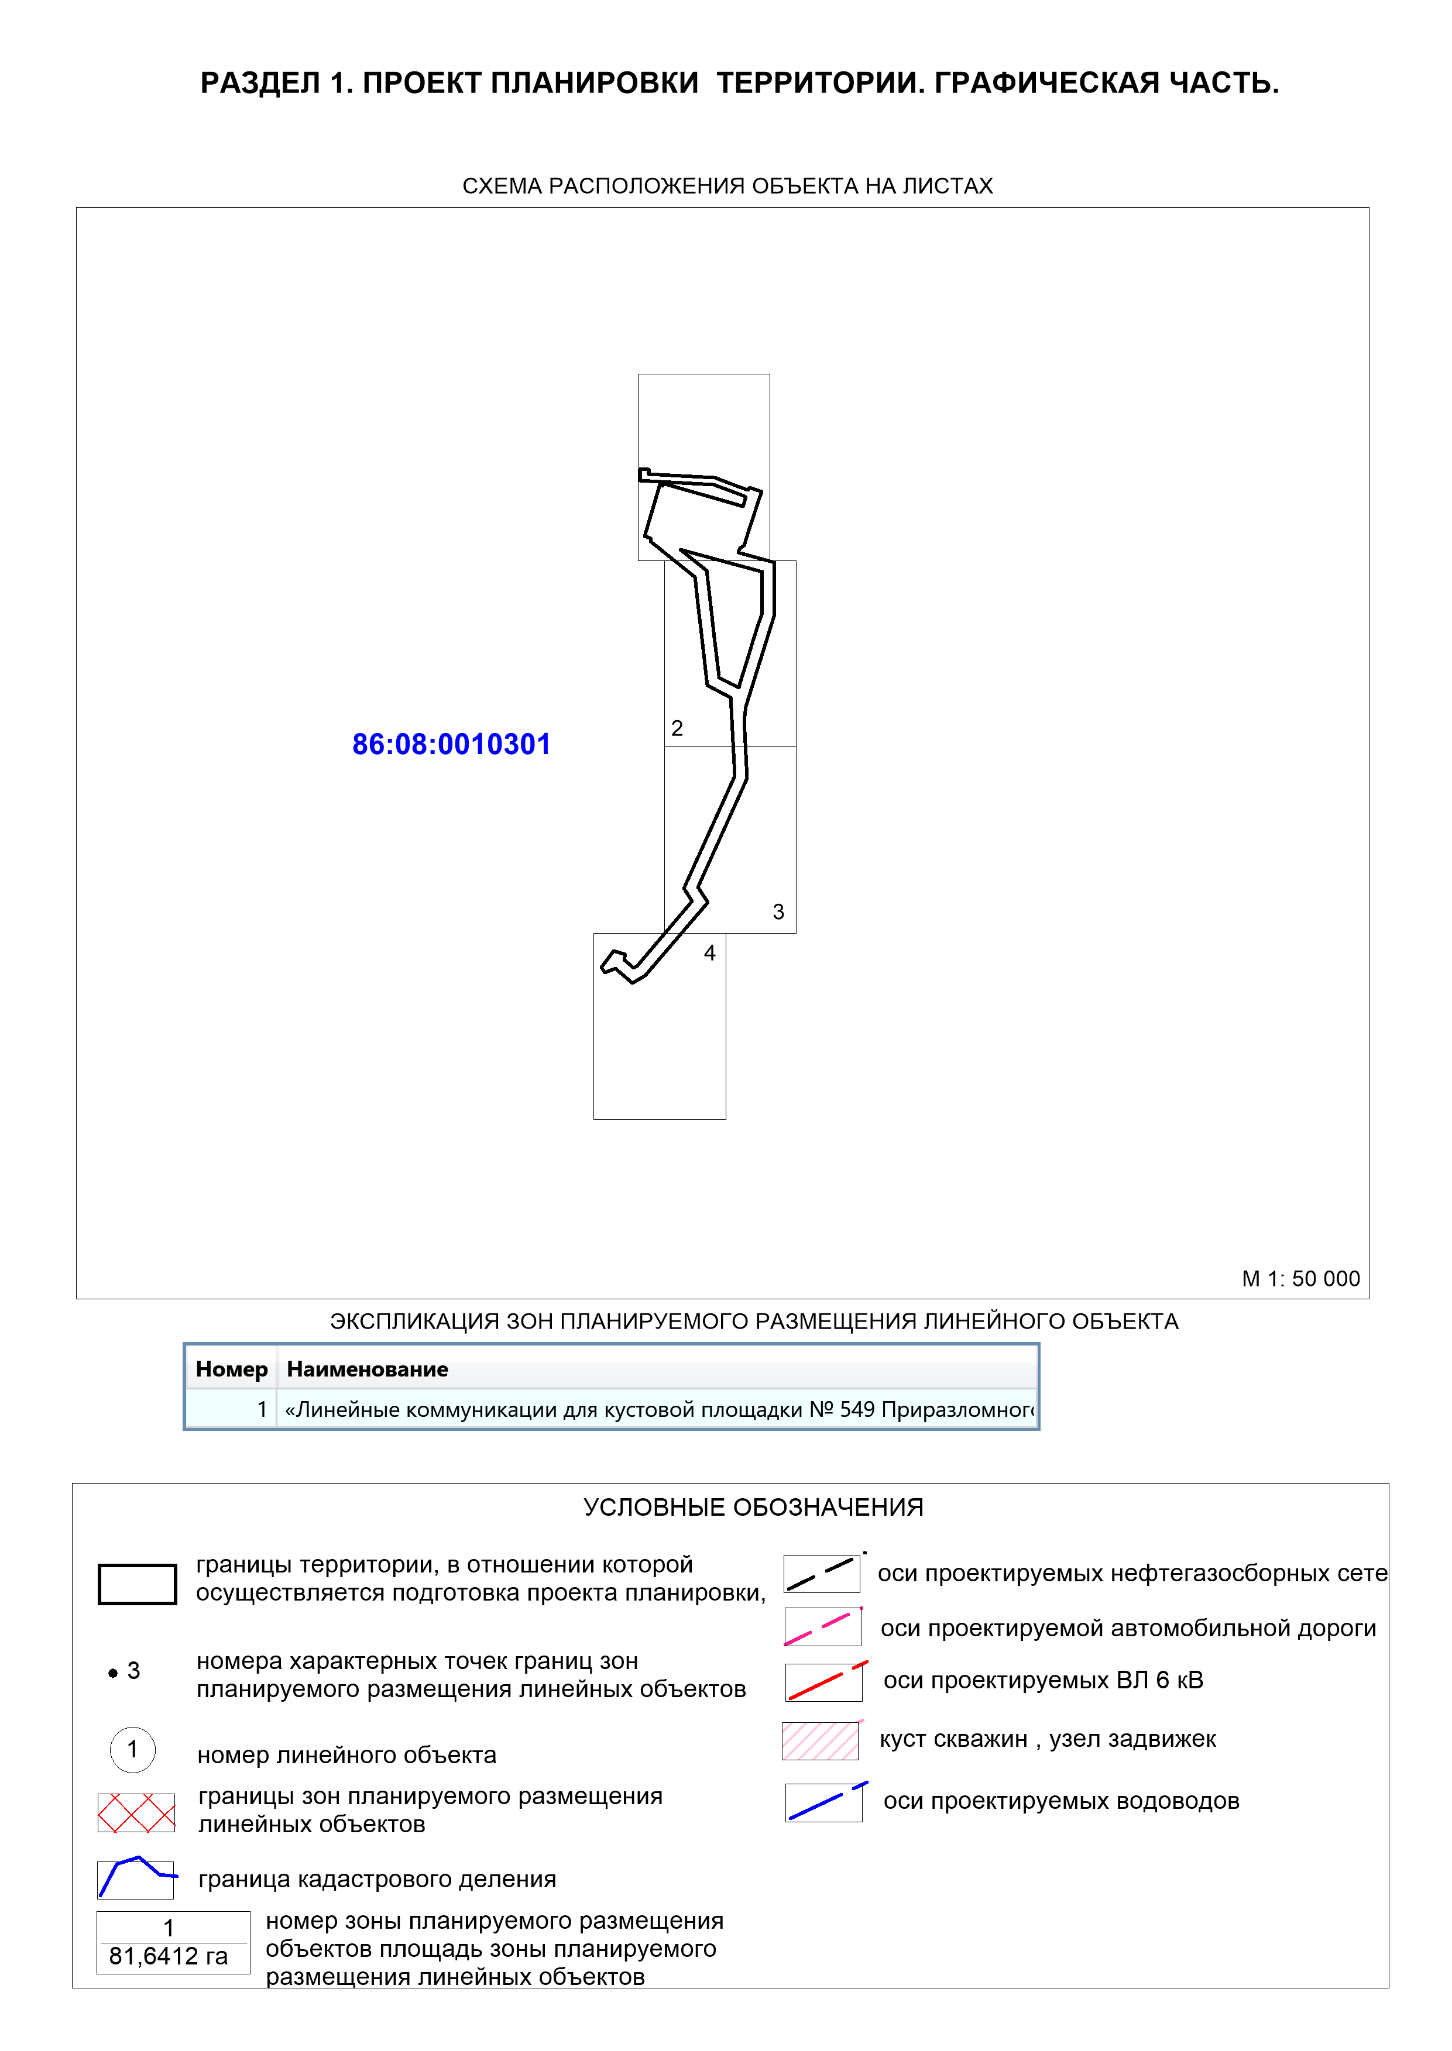 РАЗДЕЛ 1. ПРОЕКТ ПЛАНИРОВКИ ТЕРРИТОРИИ. ГРАФИЧЕСКАЯ ЧАСТЬ.
СХЕМА РАСПОЛОЖЕНИЯ ОБЪЕКТА НА ЛИСТАХ
2
86:08:0010301
3
4
М 1: 50 000
ЭКСПЛИКАЦИЯ ЗОН ПЛАНИРУЕМОГО РАЗМЕЩЕНИЯ ЛИНЕЙНОГО ОБЪЕКТА
Номер Наименование
1 «Линейные коммуникации для кустовой площадки № 549 Приразломног
УСЛОВНЫЕ ОБОЗНАЧЕНИЯ
границы территории, в отношении которой
осуществляется подготовка проекта планировки,
3 номера характерных точек границ зон
планируемого размещения линейных объектов
1 номер линейного объекта
границы зон планируемого размещения
линейных объектов
граница кадастрового деления
1
81,6412 га
номер зоны планируемого размещения
объектов площадь зоны планируемого
размещения линейных объектов
оси проектируемых нефтегазосборных сете
оси проектируемой автомобильной дороги
оси проектируемых ВЛ 6 кВ
куст скважин , узел задвижек
оси проектируемых водоводов